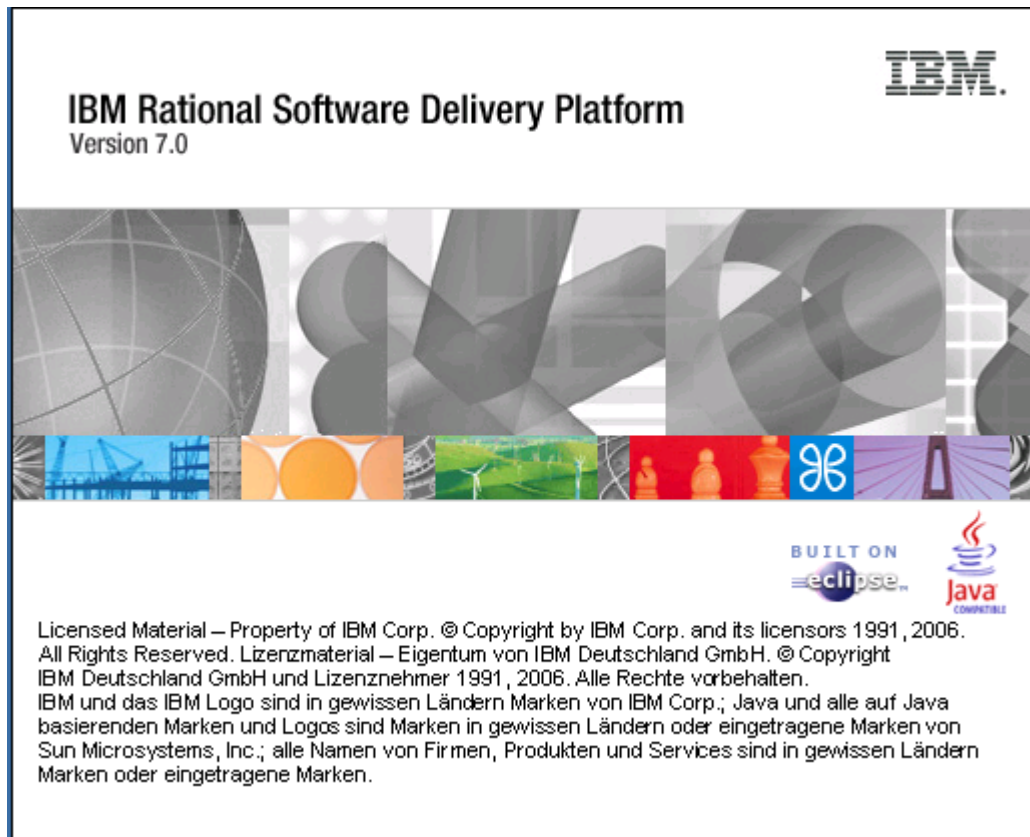 IBM.
IBM Rational Software Delivery Platform
Version 7.0
BUILT ON
eclipse™
Java
COMPATIBLE
Licensed Material – Property of IBM Corp. © Copyright by IBM Corp. and its licensors 1991, 2006.
All Rights Reserved. Lizenzmaterial – Eigentum von IBM Deutschland GmbH. © Copyright
IBM Deutschland GmbH und Lizenznehmer 1991, 2006. Alle Rechte vorbehalten.
IBM und das IBM Logo sind in gewissen Ländern Marken von IBM Corp.; Java und alle auf Java
basierenden Marken und Logos sind Marken in gewissen Ländern oder eingetragene Marken von
Sun Microsystems, Inc.; alle Namen von Firmen, Produkten und Services sind in gewissen Ländern
Marken oder eingetragene Marken.